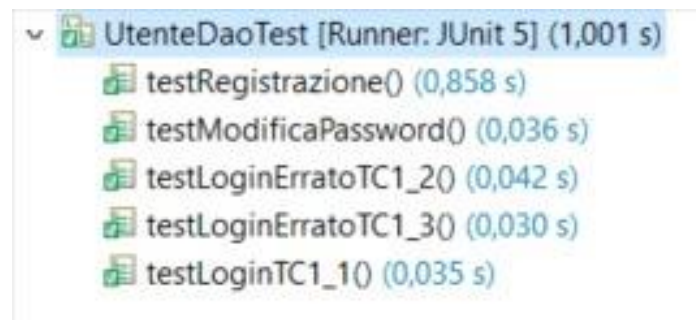 UtenteDaoTest [Runner: JUnit 5] (1,001 s)
testRegistrazione() (0,858 s)
testModificaPassword() (0,036 s)
testLoginErratoTC1_2() (0,042 s)
testLoginErratoTC1_3() (0,030 s)
testLoginTC1_1() (0,035 s)